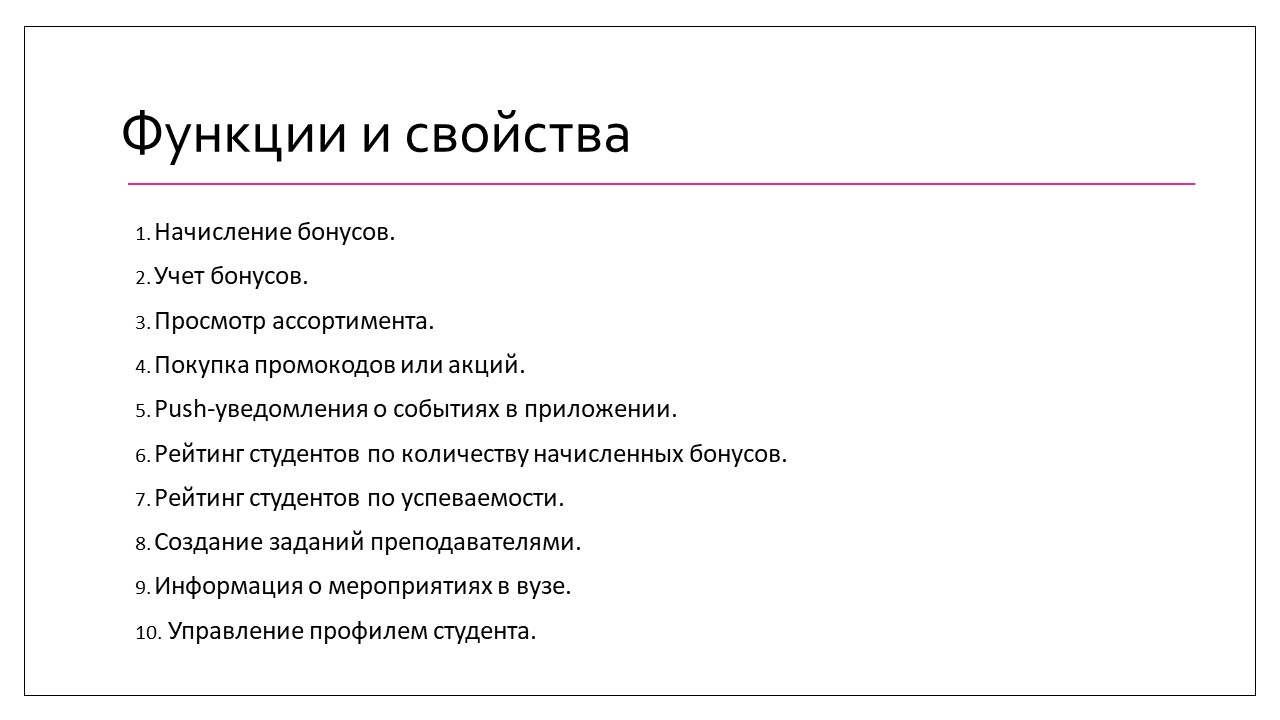 Функции и свойства
1. Начисление бонусов.
2. Учет бонусов.
3. Просмотр ассортимента.
4. Покупка промокодов или акций.
5. Push-уведомления о событиях в приложении.
6. Рейтинг студентов по количеству начисленных бонусов.
7. Рейтинг студентов по успеваемости.
8. Создание заданий преподавателями.
9. Информация о мероприятиях в вузе.
10. Управление профилем студента.